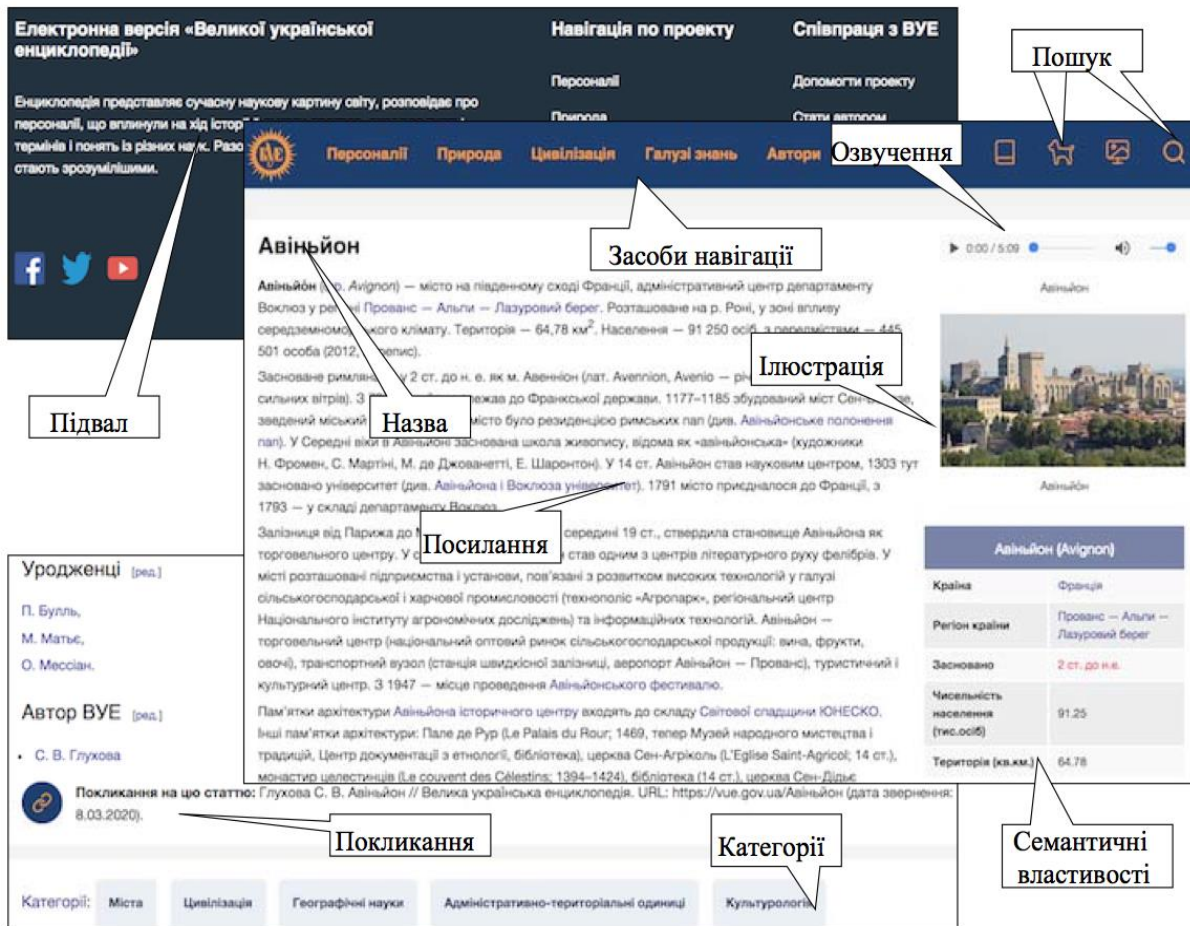 Електронна версія «Великої української
енциклопедії»
Енциклопедія представляє сучасну наукову картину світу, розповідає про
персоналії, що вплинули на хід історії
термінів і понять із різних наук. Разо
стають зрозумілішими.
Навігація по проекту
Персоналії
Природа
Співпраця з ВУЕ
Допомогти проекту
Стати автором
Пошук
ВУЕ
Персоналії
Природа
Цивілізація
Галузі знань
Автори
Озвучення
Засоби навігації
Підвал
Назва
Авіньйон
Авіньйо́н (фр. Avignon) — місто на південному сході Франції, адміністративний центр департаменту
Воклюз у регіоні Прованс — Альпи — Лазуровий берег. Розташоване на р. Роні, у зоні впливу
середземноморського клімату. Територія — 64,78 км². Населення — 91 250 осіб, з передмістями — 445
501 особа (2012, перепис).
Засноване римлянами у 2 ст. до н. е. як м. Авенніон (лат. Avennion, Avenio —
сильних вітрів). З належав до Франкської держави. 1177–1185 збудований міст
зведений міський місто було резиденцією римських пап (див. Авіньйонське полонення
пап). У Середні віки в Авіньйоні заснована школа живопису, відома як «авіньйонська» (художники
Н. Фромен, С. Мартіні, М. де Джованетті, Е. Шаронтон). У 14 ст. Авіньйон став науковим центром, 1303 тут
засновано університет (див. Авіньйона і Воклюза університет). 1791 місто приєдналося до Франції, з
1793 — у складі департаменту Воклюз.
Залізниця від Парижа до середині 19 ст., ствердила становище Авіньйона як
торговельного центру. У став одним з центрів літературного руху фелібрів. У
місті розташовані підприємства і установи, пов'язані з розвитком високих технологій у галузі
сільськогосподарської і харчової промисловості (технополіс «Агропарк», регіональний центр
Національного інституту агрономічних досліджень) та інформаційних технологій. Авіньйон —
торговельний центр (національний оптовий ринок сільськогосподарської продукції: вина, фрукти,
овочі), транспортний вузол (станція швидкісної залізниці, аеропорт Авіньйон — Прованс), туристичний і
культурний центр. З 1947 — місце проведення Авіньйонського фестивалю.
Пам'ятки архітектури Авіньйона історичного центру входять до складу Світової спадщини ЮНЕСКО.
Інші пам'ятки архітектури: Пале де Рур (Le Palais du Rour; 1469, тепер Музей народного мистецтва і
традицій, Центр документації з етнології, бібліотека), церква Сен-Агріколь (L'Eglise Saint-Agricol; 14 ст.),
монастир целестинців (Le couvent des Célestins; 1394–1424), бібліотека (14 ст.), церква Сен-Дідьє
Посилання
0:00 / 5:09
Авіньйон
Ілюстрація
Авіньйо́н
Авіньйон (Avignon)
Країна Франція
Регіон країни Прованс — Альпи —
Лазуровий берег
Засновано 2 ст. до н.е.
Чисельність
населення
(тис.осіб) 91.25
Територія (кв.км.) 64.78
Семантичні
властивості
Уродженці [ред.]
П. Булль,
М. Матьє,
О. Мессіан.
Автор ВУЕ [ред.]
С. В. Глухова
Покликання на цю статтю: Глухова С. В. Авіньйон // Велика українська енциклопедія. URL: https://vue.gov.ua/Авіньйон (дата звернення:
8.03.2020).
Покликання
Категорії
Категорії: Міста Цивілізація Географічні науки Адміністративно-територіальні одиниці Культурологія